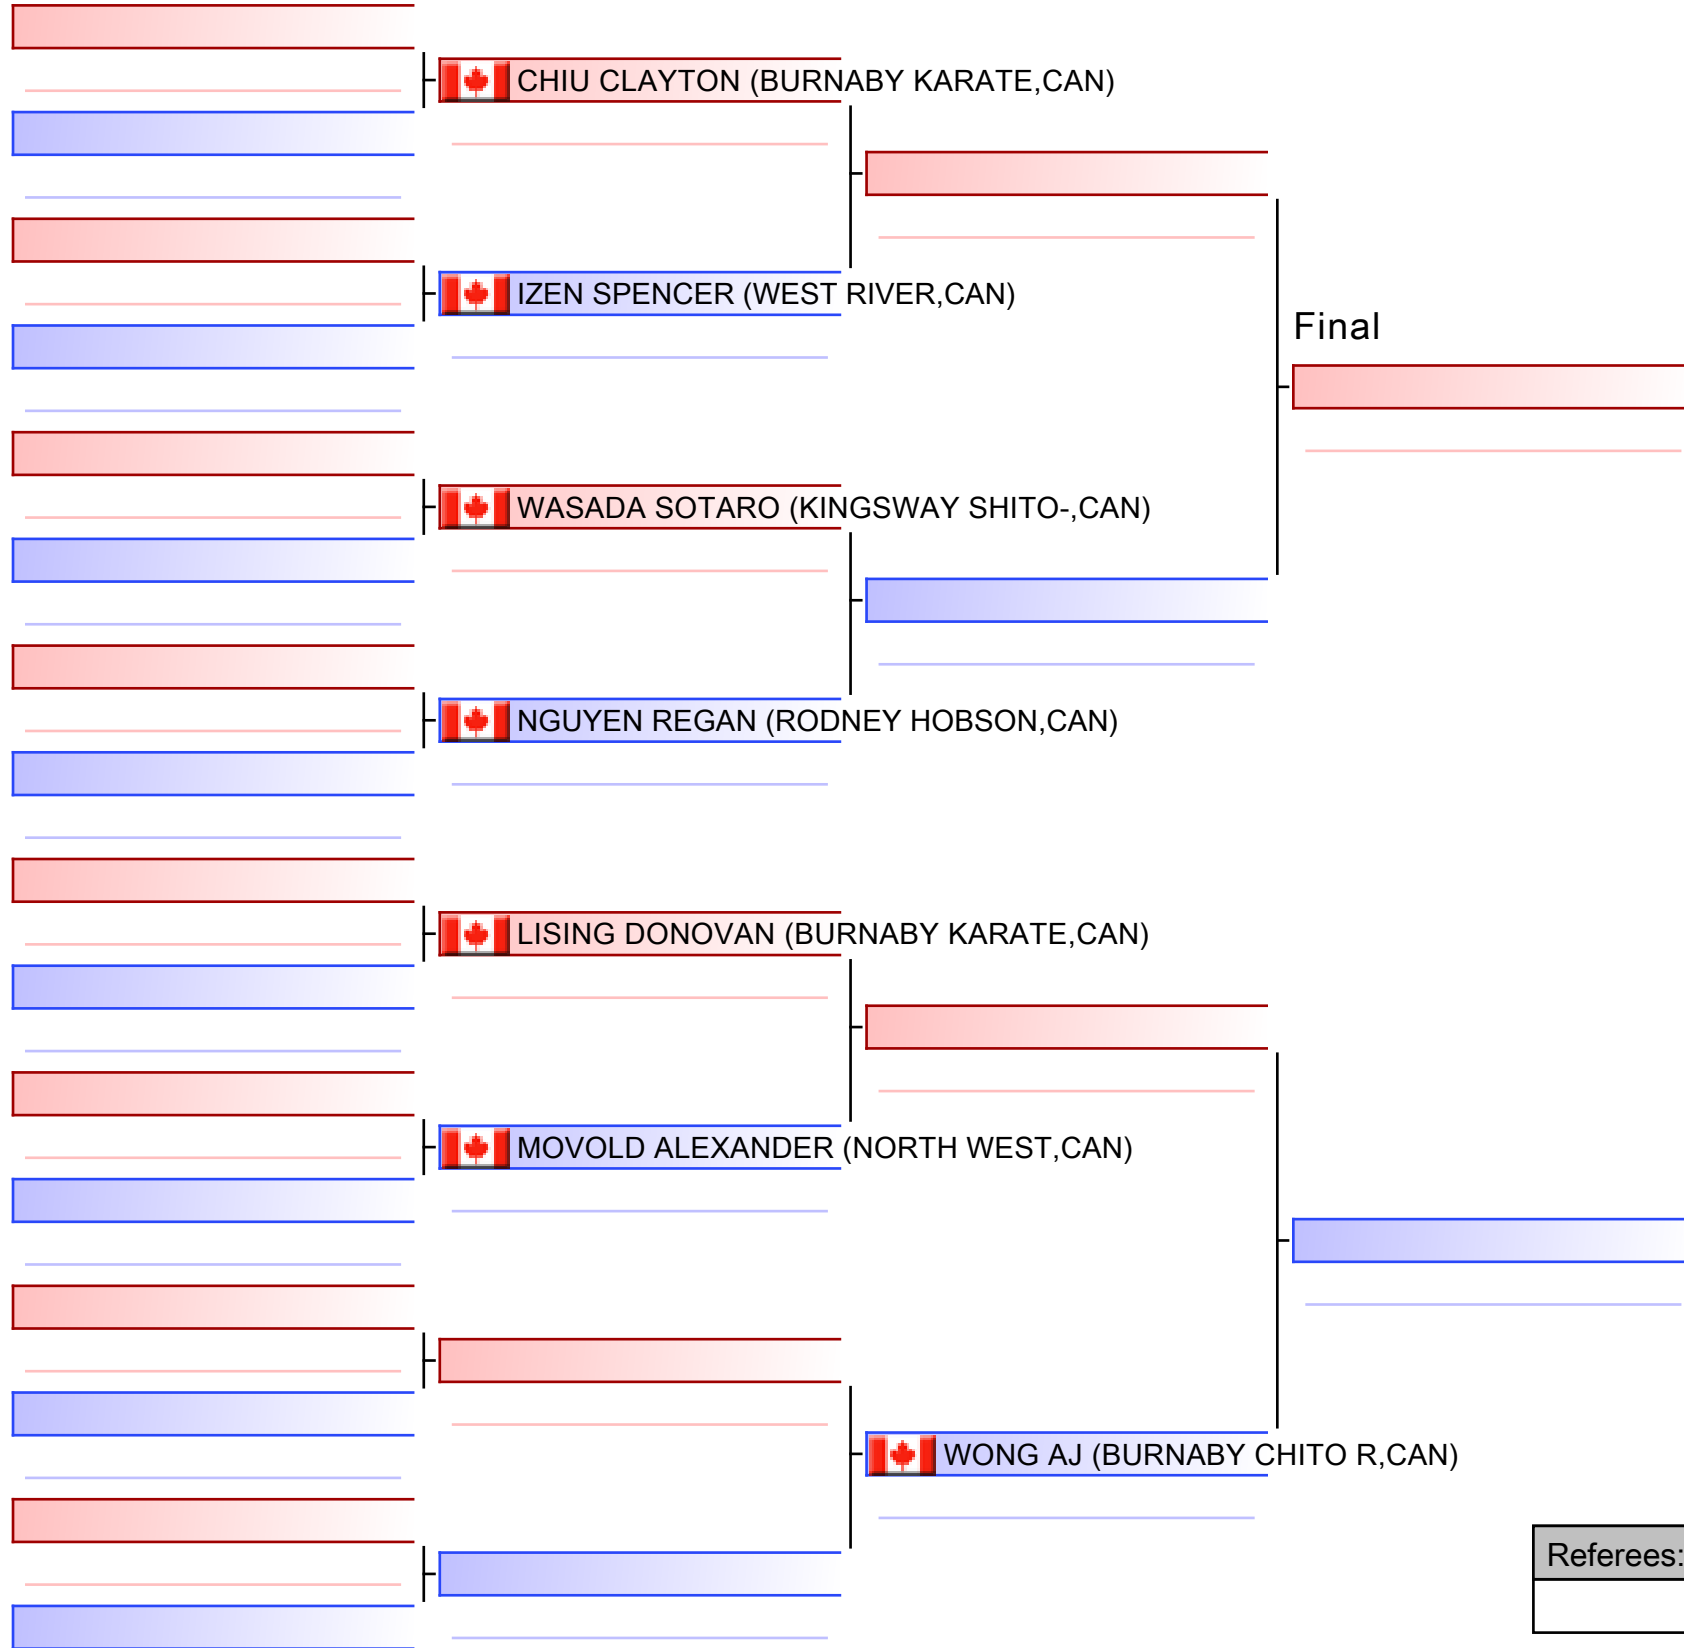 CHIU CLAYTON (BURNABY KARATE,CAN)
IZEN SPENCER (WEST RIVER,CAN)
Final
WASADA SOTARO (KINGSWAY SHITO-,CAN)
NGUYEN REGAN (RODNEY HOBSON,CAN)
LISING DONOVAN (BURNABY KARATE,CAN)
MOVOLD ALEXANDER (NORTH WEST,CAN)
WONG AJ (BURNABY CHITO R,CAN)
Referees: